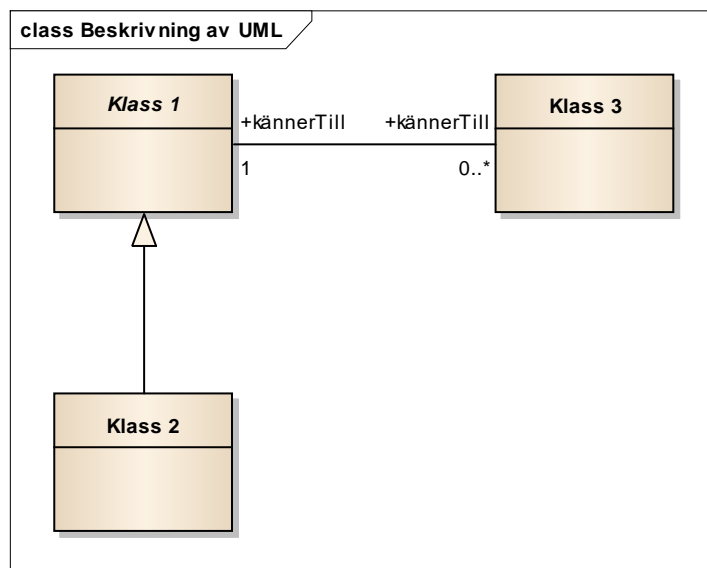 class Beskrivning av UML
Klass 1
+kännerTill
+kännerTill
Klass 3
1
0..*
Klass 2